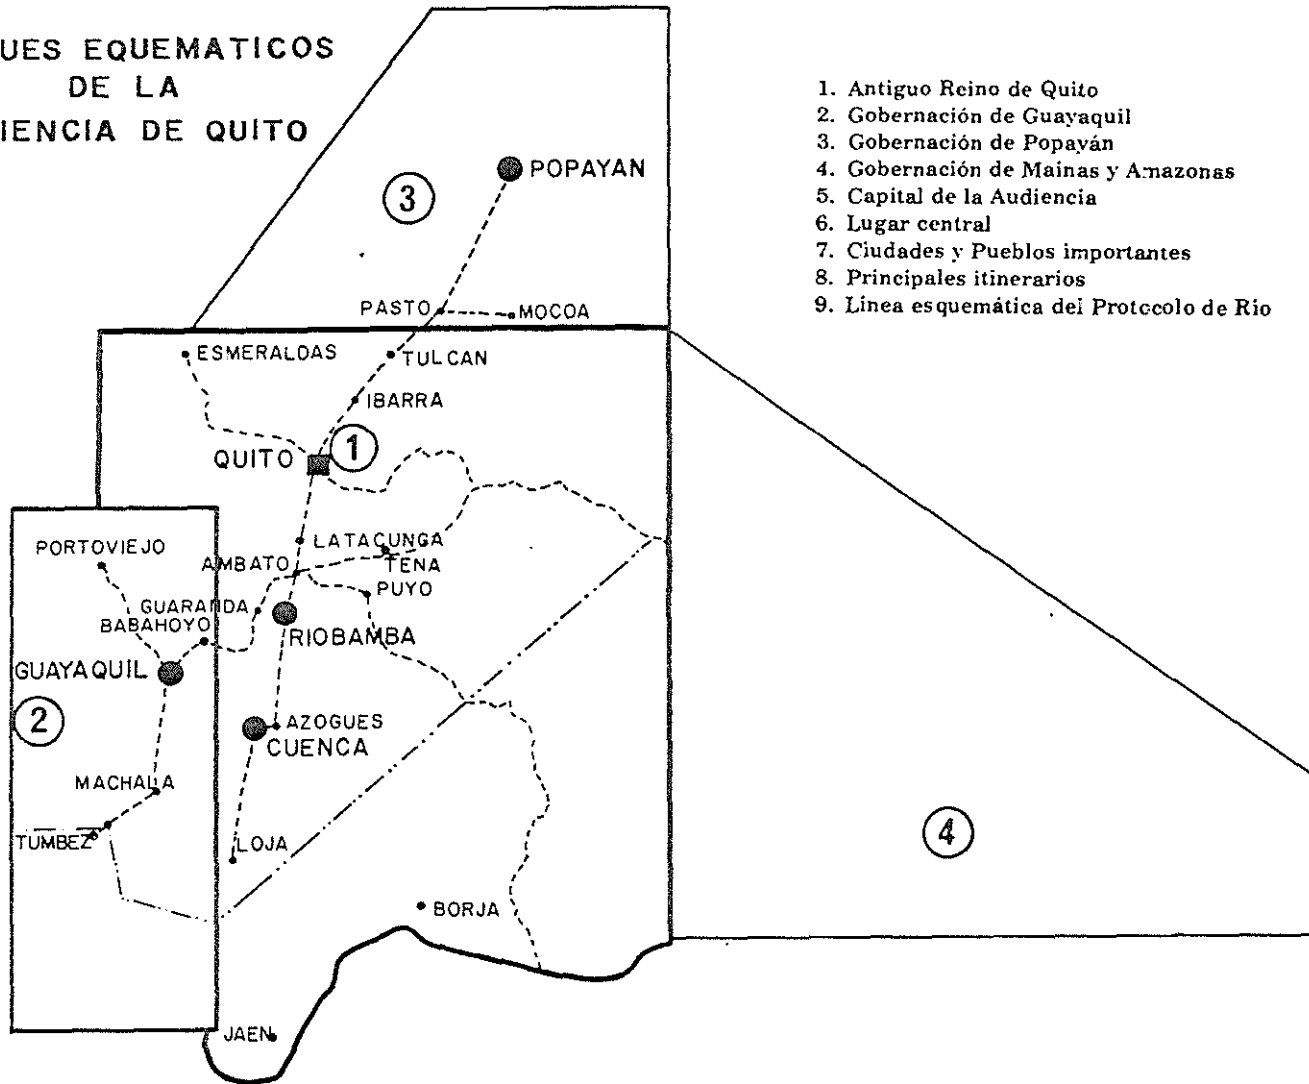 UES EQUEMATICOS
DE LA
IENCIA DE QUITO
1. Antiguo Reino de Quito
2. Gobernación de Guayaquil
3. Gobernación de Popayán
4. Gobernación de Mainas y Amazonas
5. Capital de la Audiencia
6. Lugar central
7. Ciudades y Pueblos importantes
8. Principales itinerarios
9. Línea esquemática del Protocolo de Rio
POPAYAN
3
PASTO
MOCOA
ESMERALDAS
TULCAN
IBARRA
QUITO
1
PORTOVIEJO
LATACUNGA
AMBATO
TENA
PUYO
GUARANDA
BABAHOYO
RIOBAMBA
GUAYAQUIL
2
AZOGUES
CUENCA
MACHALA
TUMBEZ
LOJA
4
BORJA
JAEN